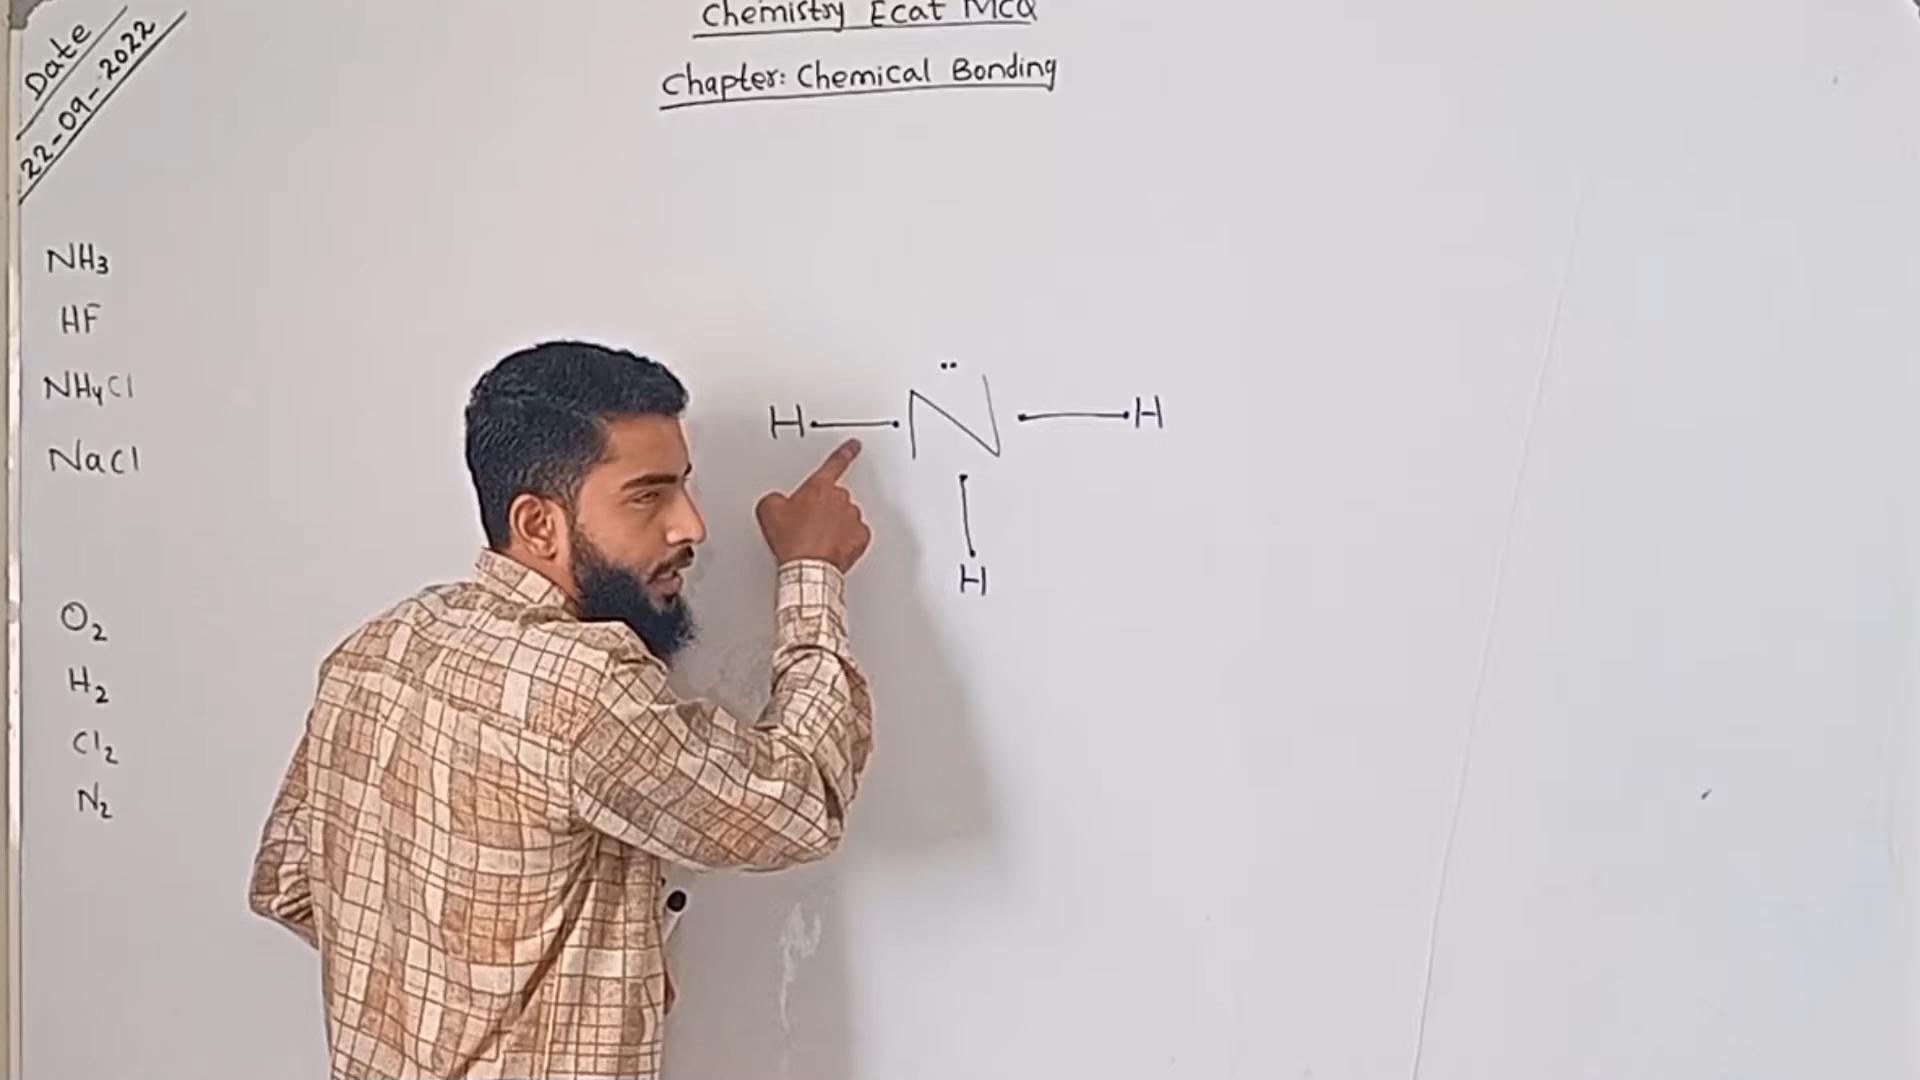 Date
22-09-2022
Chemistry Ecat MCQ
Chapter: Chemical Bonding
NH3
HF
NH4Cl
NaCl
O2
H2
Cl2
N2
H N H
H